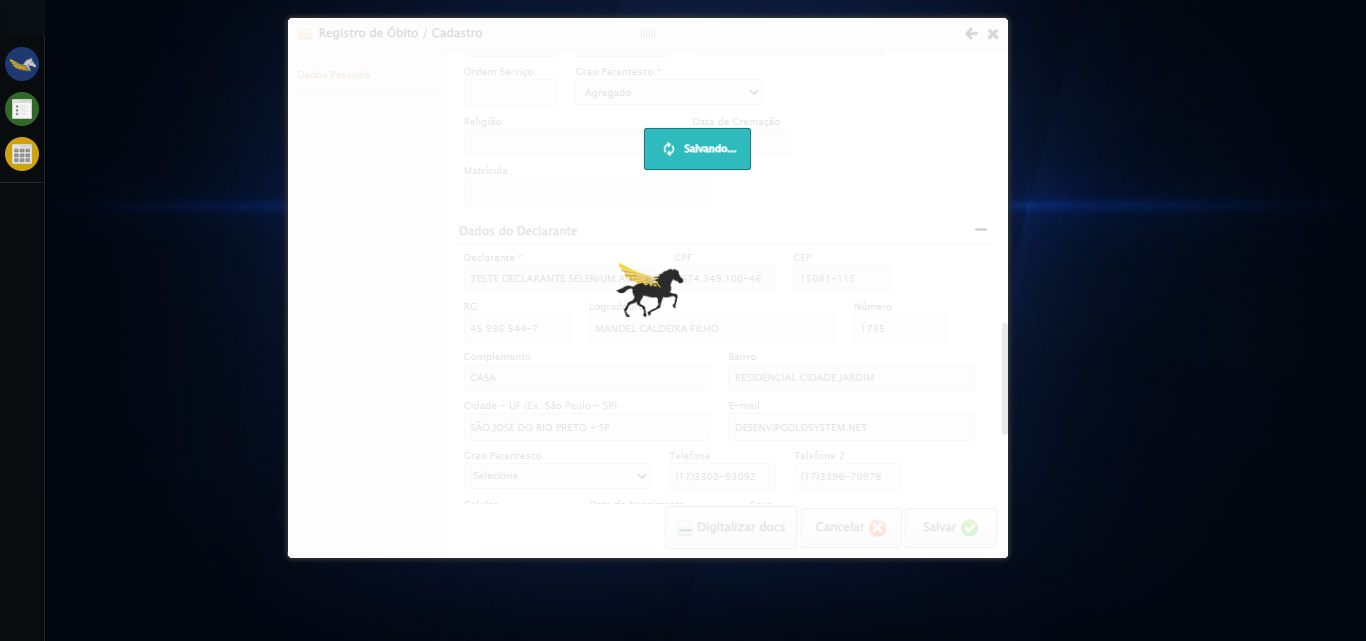 Registro de Óbito / Cadastro
Dados Pessoais
Ordem Serviço Grau Parentesco *
Agregado
Religião Data de Cremação
Salvando...
Matrícula
Dados do Declarante
Declarante * CPF CEP
TESTE DECLARANTE SELENIUM 74.349.100-46 15081-115
RG Número
45.936.544-7 MANOEL CALDEIRA FILHO 1735
Complemento Bairro
CASA RESIDENCIAL CIDADE JARDIM
Cidade - UF (Ex: São Paulo - SP) E-mail
SÃO JOSÉ DO RIO PRETO - SP DESENV@GOLDSYSTEM.NET
Grau Parentesco Telefone Telefone 2
Selecione (17)3302-93092 (17)3396-70978
Digitalizar docs Cancelar Salvar